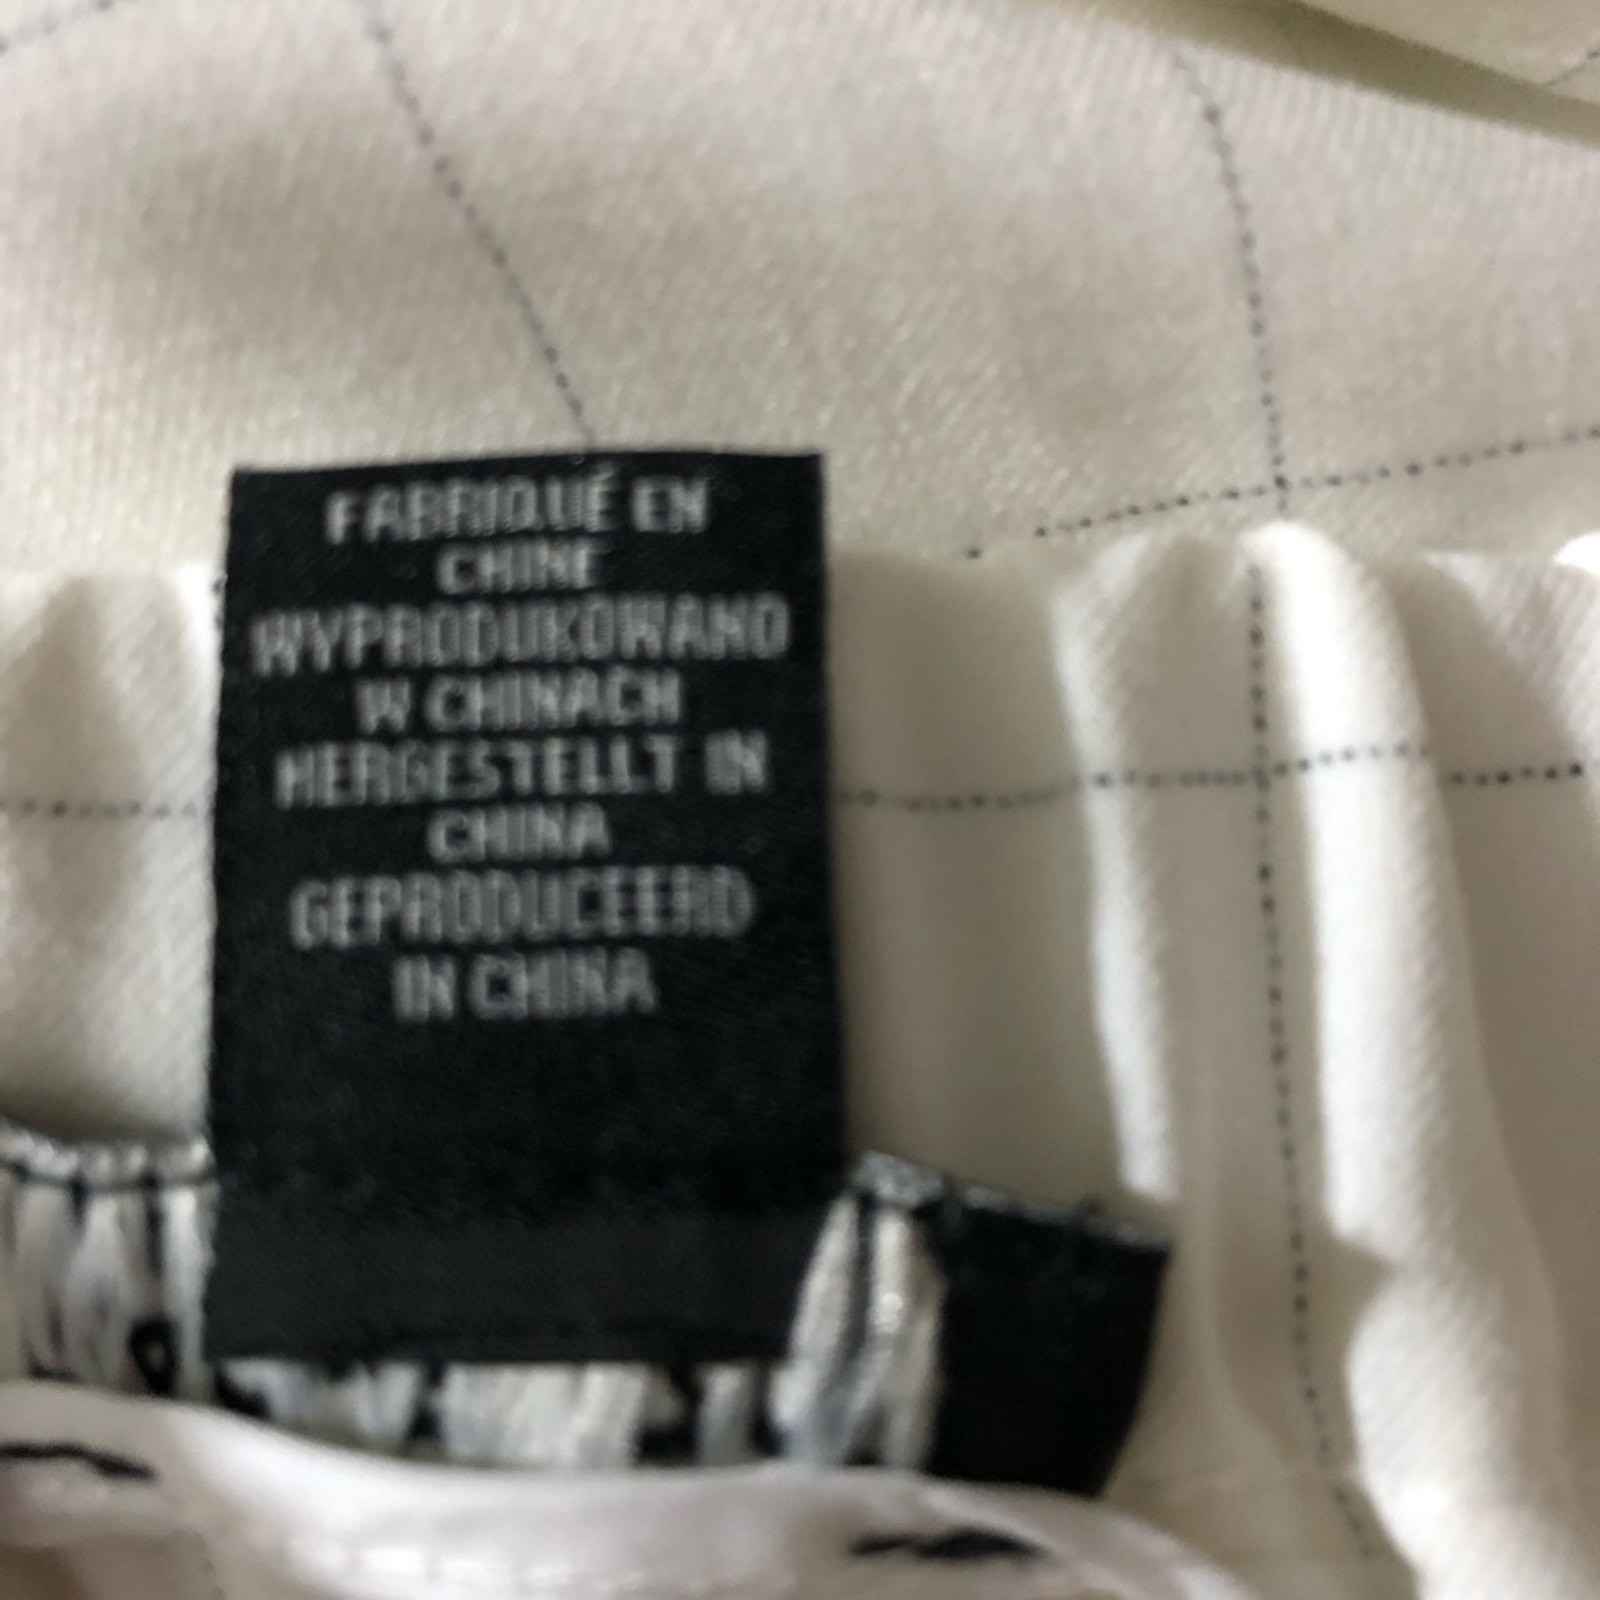 FABRIQUÉ EN
CHINE
WYPRODUKOWANO
W CHINACH
HERGESTELLT IN
CHINA
GEPRODUCEERD
IN CHINA